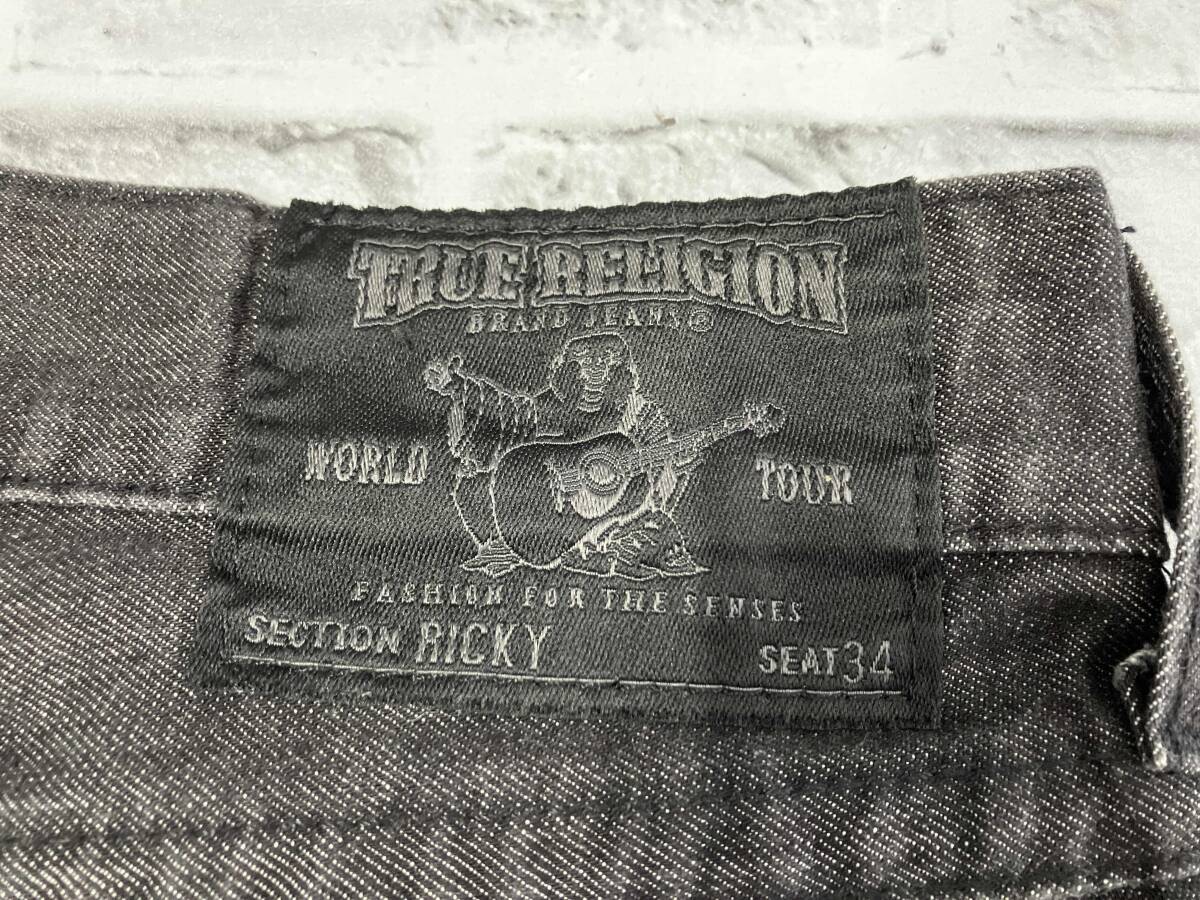 TRUE RELIGION
BRAND JEANS®
WORLD TOUR
FASHION FOR THE SENSES
SECTION RICKY SEAT 34